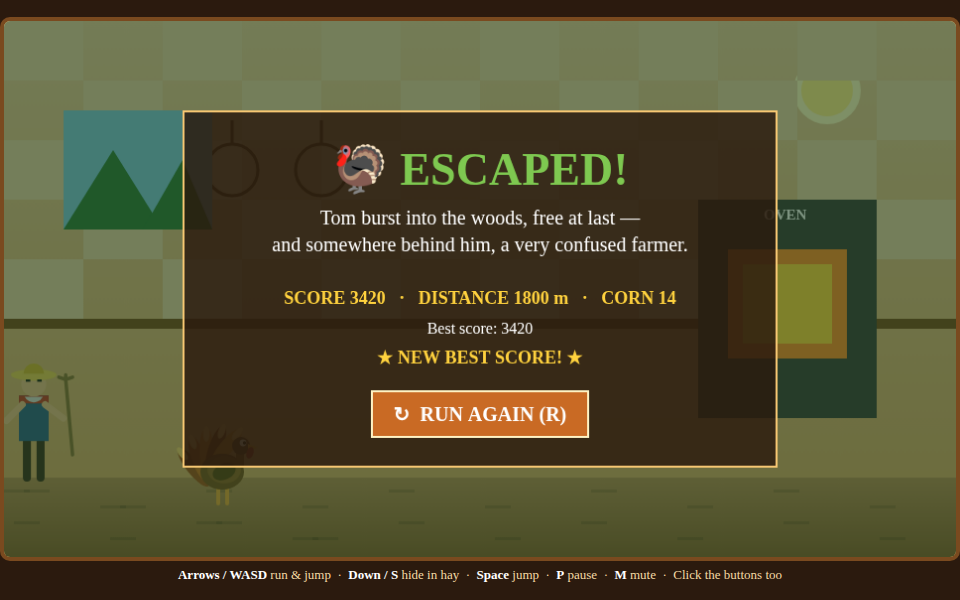 ESCAPED!
Tom burst into the woods, free at last —
and somewhere behind him, a very confused farmer.
OVEN
SCORE 3420 · DISTANCE 1800 m · CORN 14
Best score: 3420
★ NEW BEST SCORE! ★
↻ RUN AGAIN (R)
Arrows / WASD run & jump · Down / S hide in hay · Space jump · P pause · M mute · Click the buttons too